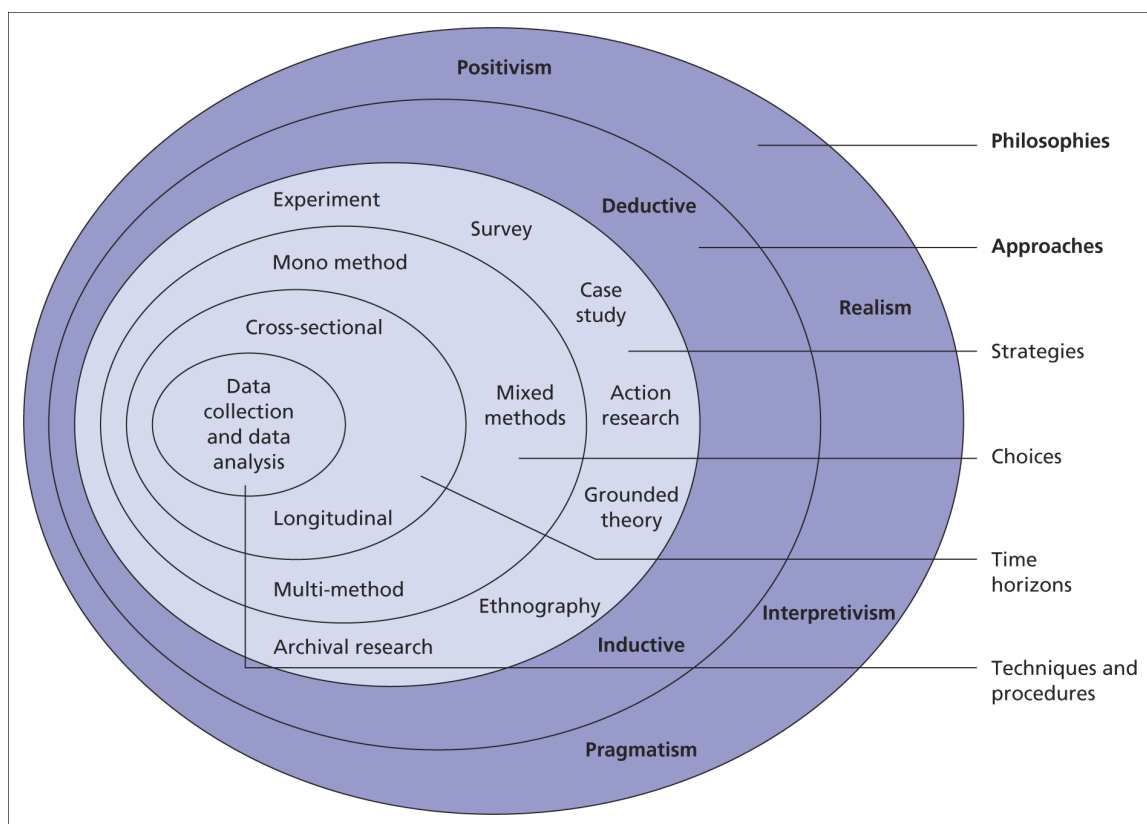 Positivism
Philosophies
Experiment
Deductive
Survey
Approaches
Mono method
Case
study
Realism
Cross-sectional
Strategies
Data
collection
and data
analysis
Mixed
methods
Action
research
Choices
Grounded
theory
Longitudinal
Time
horizons
Multi-method
Ethnography
Interpretivism
Archival research
Inductive
Techniques and
procedures
Pragmatism